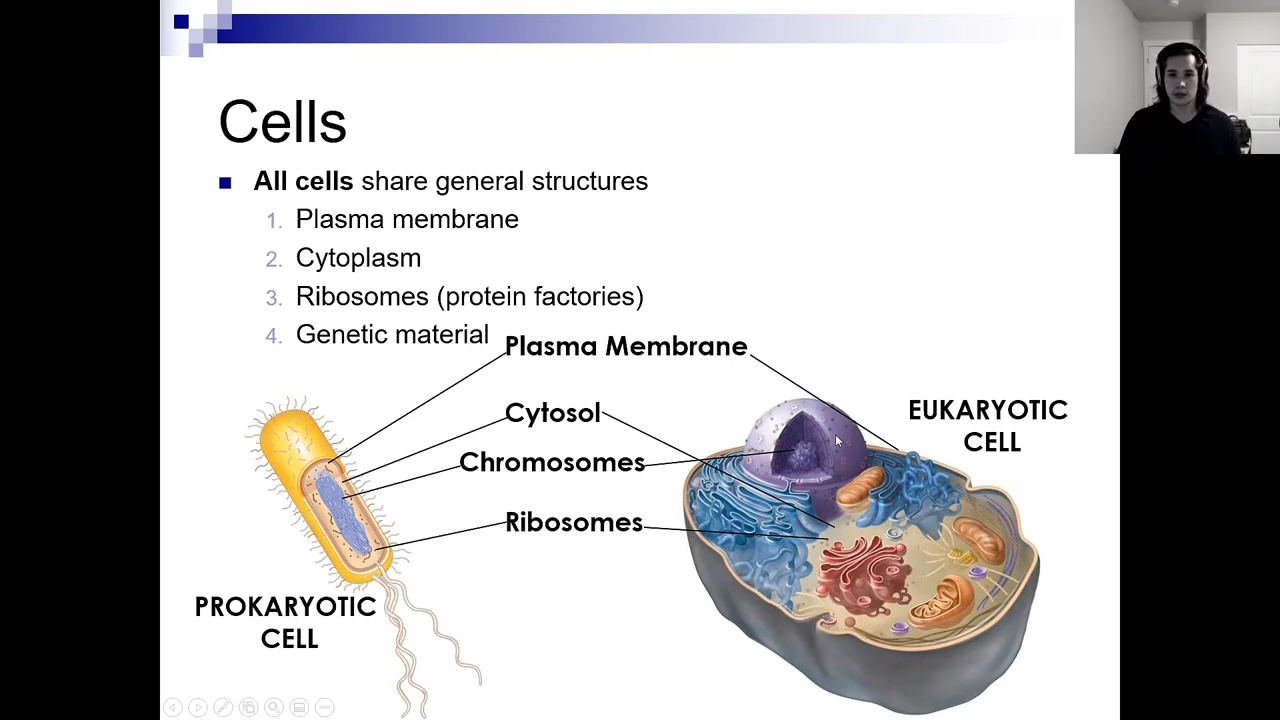 Cells
All cells share general structures
1. Plasma membrane
2. Cytoplasm
3. Ribosomes (protein factories)
4. Genetic material
Plasma Membrane
Cytosol
Chromosomes
Ribosomes
EUKARYOTIC
CELL
PROKARYOTIC
CELL